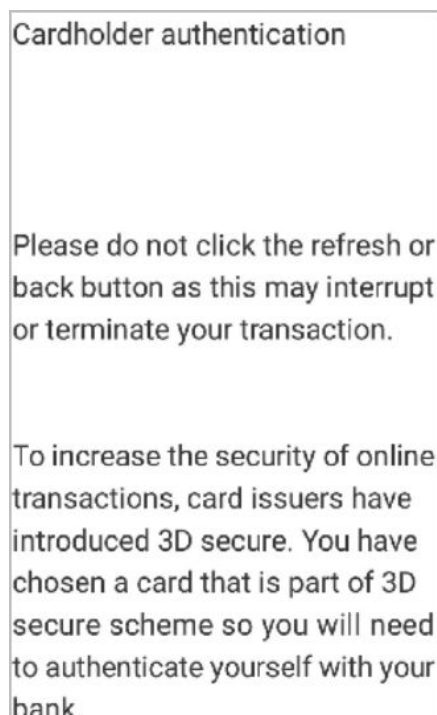 Cardholder authentication
Please do not click the refresh or
back button as this may interrupt
or terminate your transaction.
To increase the security of online
transactions, card issuers have
introduced 3D secure. You have
chosen a card that is part of 3D
secure scheme so you will need
to authenticate yourself with your
bank